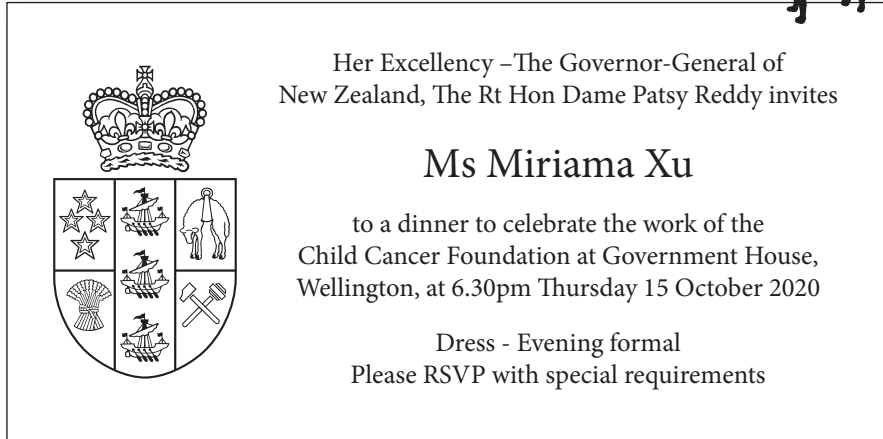 Her Excellency –The Governor-General of
New Zealand, The Rt Hon Dame Patsy Reddy invites
Ms Miriama Xu
to a dinner to celebrate the work of the
Child Cancer Foundation at Government House,
Wellington, at 6.30pm Thursday 15 October 2020
Dress - Evening formal
Please RSVP with special requirements